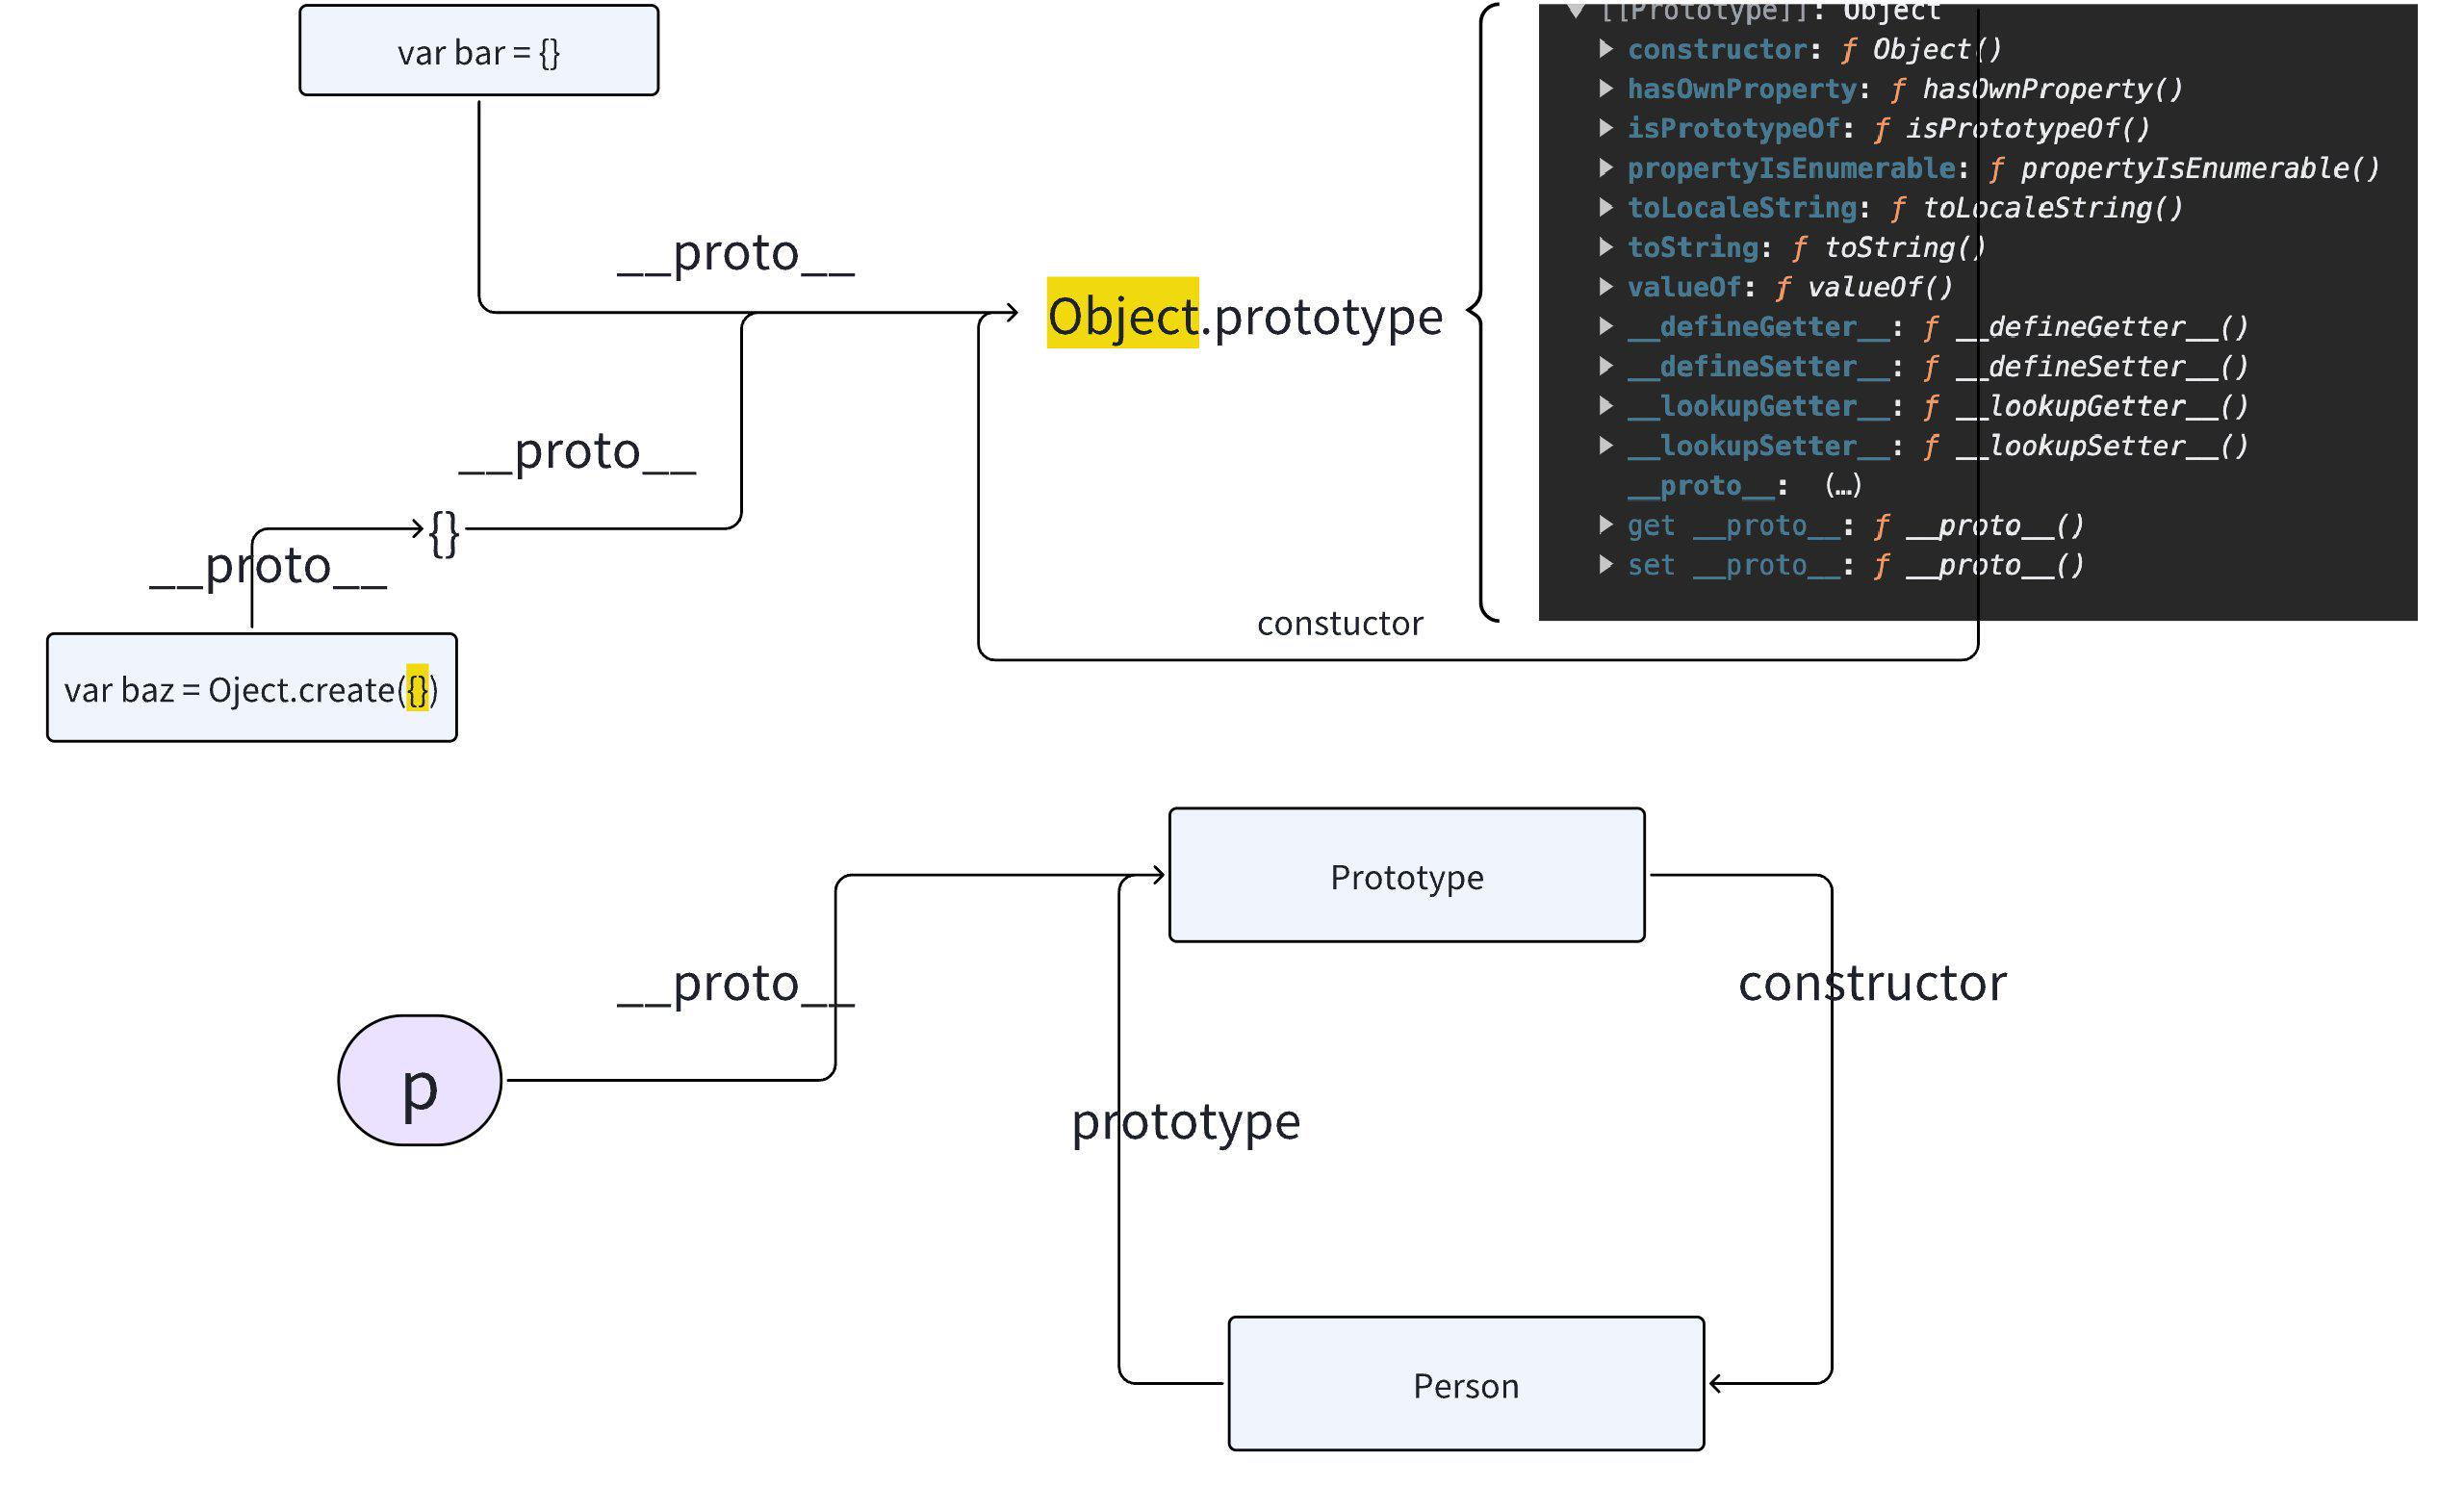 var bar = {}
[[Prototype]]: Object
constructor: ƒ Object()
hasOwnProperty: ƒ hasOwnProperty()
isPrototypeOf: ƒ isPrototypeOf()
propertyIsEnumerable: ƒ propertyIsEnumerable()
toLocaleString: ƒ toLocaleString()
toString: ƒ toString()
valueOf: ƒ valueOf()
__defineGetter__: ƒ __defineGetter__()
__defineSetter__: ƒ __defineSetter__()
__lookupGetter__: ƒ __lookupGetter__()
__lookupSetter__: ƒ __lookupSetter__()
__proto__: (…)
get __proto__: ƒ __proto__()
set __proto__: ƒ __proto__()
__proto__
Object.prototype
__proto__
{}
__proto__
constuctor
var baz = Oject.create({})
Prototype
__proto__
constructor
p
prototype
Person